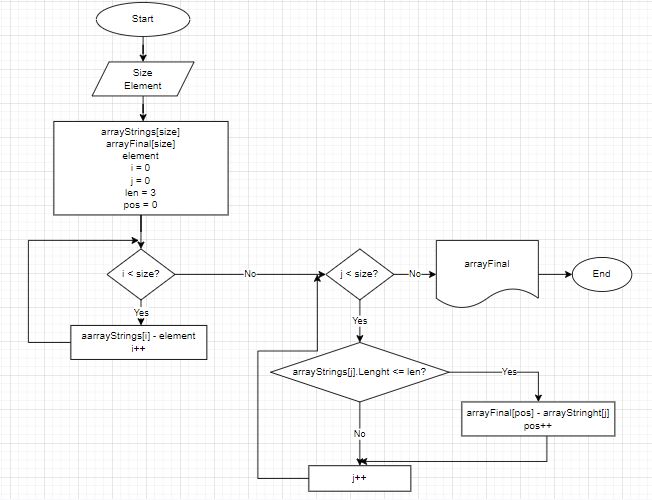 Start
Size
Element
arrayStrings[size]
arrayFinal[size]
element
i = 0
j = 0
len = 3
pos = 0
i < size?
No
j < size?
No
arrayFinal
End
Yes
aarrayStrings[i] - element
i++
Yes
arrayStrings[j].Lenght <= len?
Yes
arrayFinal[pos] - arrayStringht[j]
pos++
No
j++